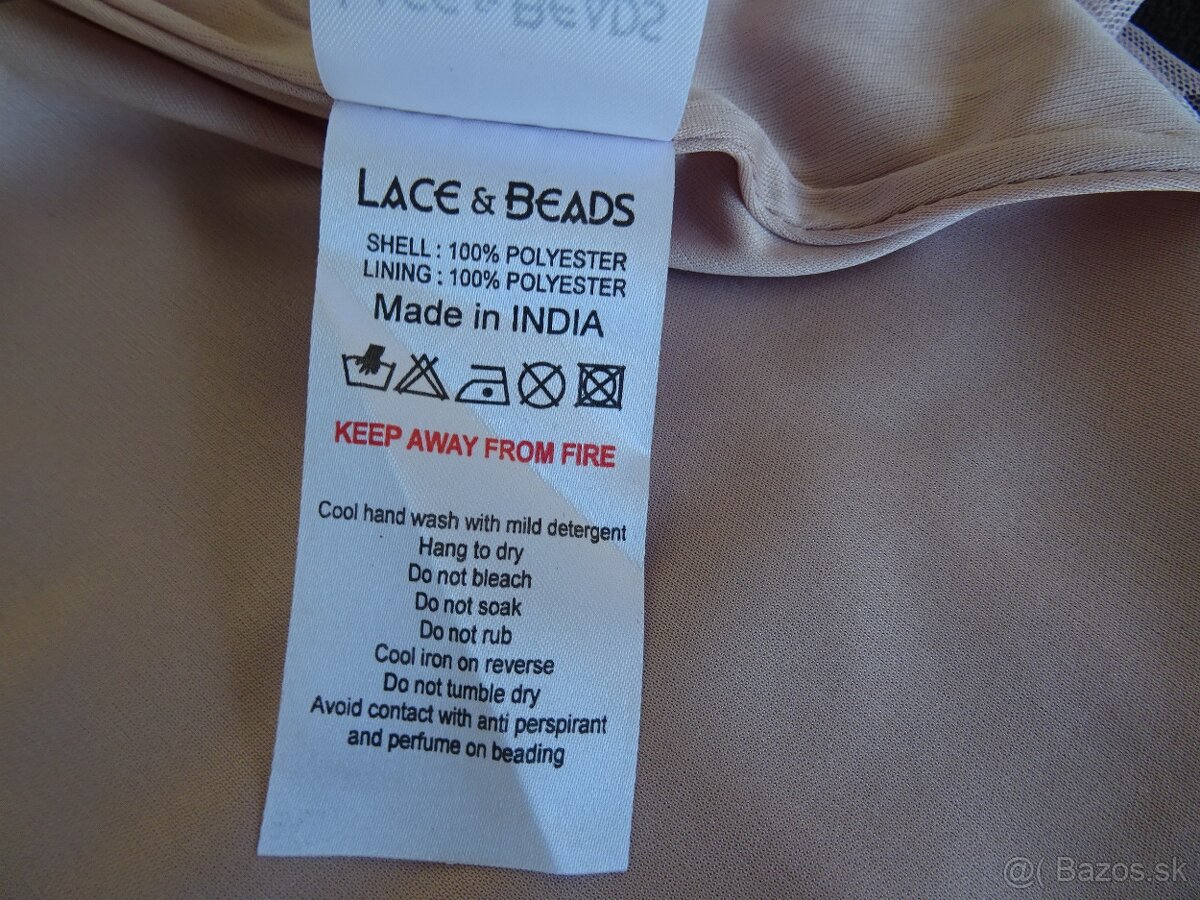 LACE & BEADS
LACE & BEADS
SHELL : 100% POLYESTER
LINING : 100% POLYESTER
Made in INDIA
KEEP AWAY FROM FIRE
Cool hand wash with mild detergent
Hang to dry
Do not bleach
Do not soak
Do not rub
Cool iron on reverse
Do not tumble dry
Avoid contact with anti perspirant
and perfume on beading
@( Bazos.sk